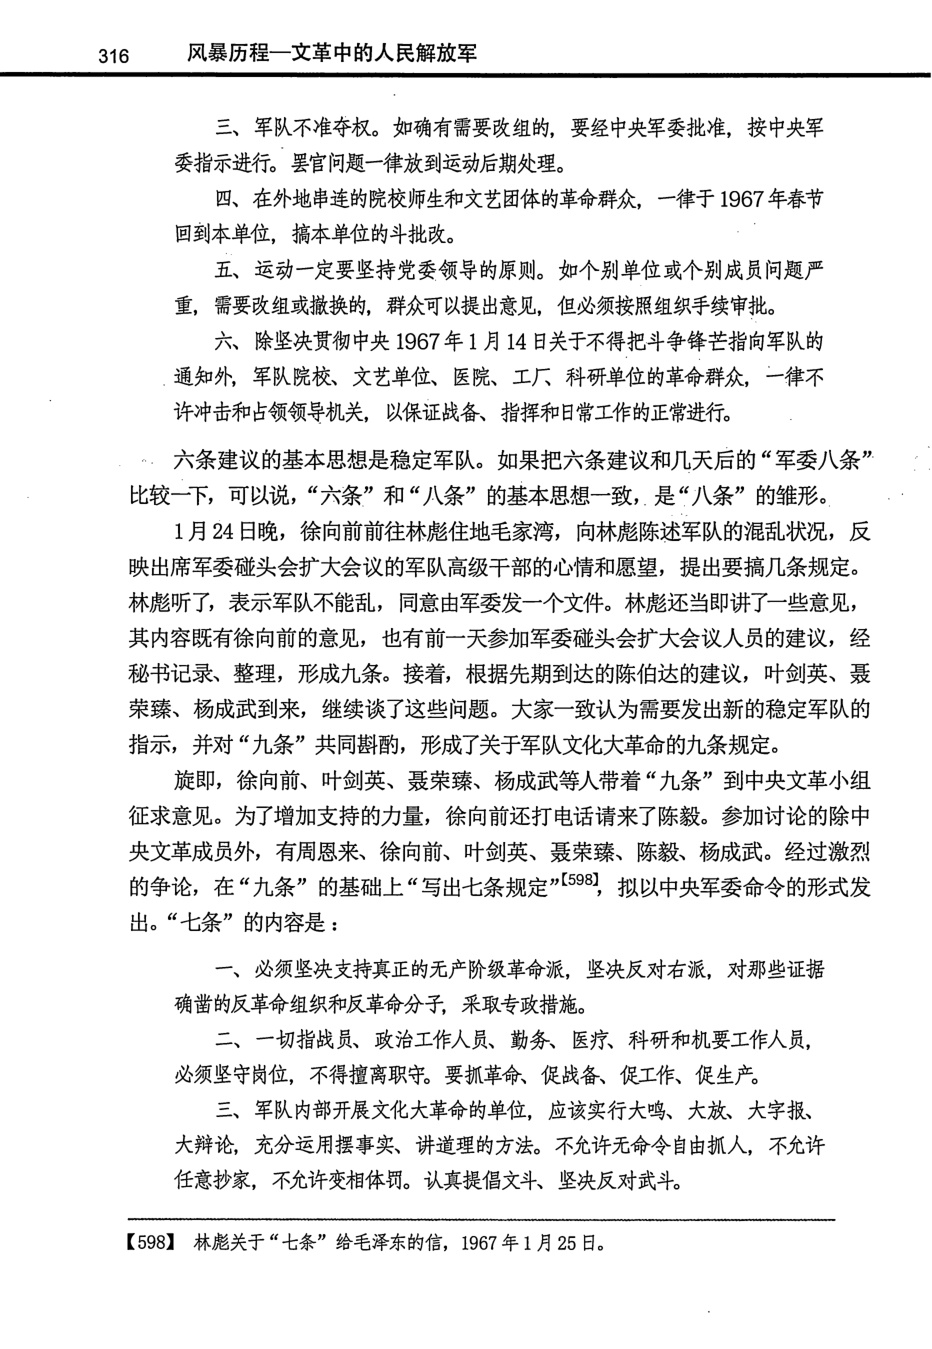 316 风暴历程—文革中的人民解放军
三、军队不准夺权。如确有需要改组的，要经中央军委批准，按中央军
委指示进行。罢官问题一律放到运动后期处理。
四、在外地串连的院校师生和文艺团体的革命群众，一律于1967年春节
回到本单位，搞本单位的斗批改。
五、运动一定要坚持党委领导的原则。如个别单位或个别成员问题严
重，需要改组或撤换的，群众可以提出意见，但必须按照组织手续审批。
六、除坚决贯彻中央1967年1月14日关于不得把斗争锋芒指向军队的
通知外，军队院校、文艺单位、医院、工厂、科研单位的革命群众，一律不
许冲击和占领领导机关，以保证战备、指挥和日常工作的正常进行。
六条建议的基本思想是稳定军队。如果把六条建议和几天后的“军委八条”
比较一下，可以说，“六条”和“八条”的基本思想一致，是“八条”的雏形。
1月24日晚，徐向前前往林彪住地毛家湾，向林彪陈述军队的混乱状况，反
映出席军委碰头会扩大会议的军队高级干部的心情和愿望，提出要搞几条规定。
林彪听了，表示军队不能乱，同意由军委发一个文件。林彪还当即讲了一些意见，
其内容既有徐向前的意见，也有前一天参加军委碰头会扩大会议人员的建议，经
秘书记录、整理，形成九条。接着，根据先期到达的陈伯达的建议，叶剑英、聂
荣臻、杨成武到来，继续谈了这些问题。大家一致认为需要发出新的稳定军队的
指示，并对“九条”共同斟酌，形成了关于军队文化大革命的九条规定。
旋即，徐向前、叶剑英、聂荣臻、杨成武等人带着“九条”到中央文革小组
征求意见。为了增加支持的力量，徐向前还打电话请来了陈毅。参加讨论的除中
央文革成员外，有周恩来、徐向前、叶剑英、聂荣臻、陈毅、杨成武。经过激烈
的争论，在“九条”的基础上“写出七条规定”【598】，拟以中央军委命令的形式发
出。“七条”的内容是：
一、必须坚决支持真正的无产阶级革命派，坚决反对右派，对那些证据
确凿的反革命组织和反革命分子，采取专政措施。
二、一切指战员、政治工作人员、勤务、医疗、科研和机要工作人员，
必须坚守岗位，不得擅离职守。要抓革命、促战备、促工作、促生产。
三、军队内部开展文化大革命的单位，应该实行大鸣、大放、大字报、
大辩论，充分运用摆事实、讲道理的方法。不允许无命令自由抓人，不允许
任意抄家，不允许变相体罚。认真提倡文斗、坚决反对武斗。
【598】 林彪关于“七条”给毛泽东的信，1967年1月25日。